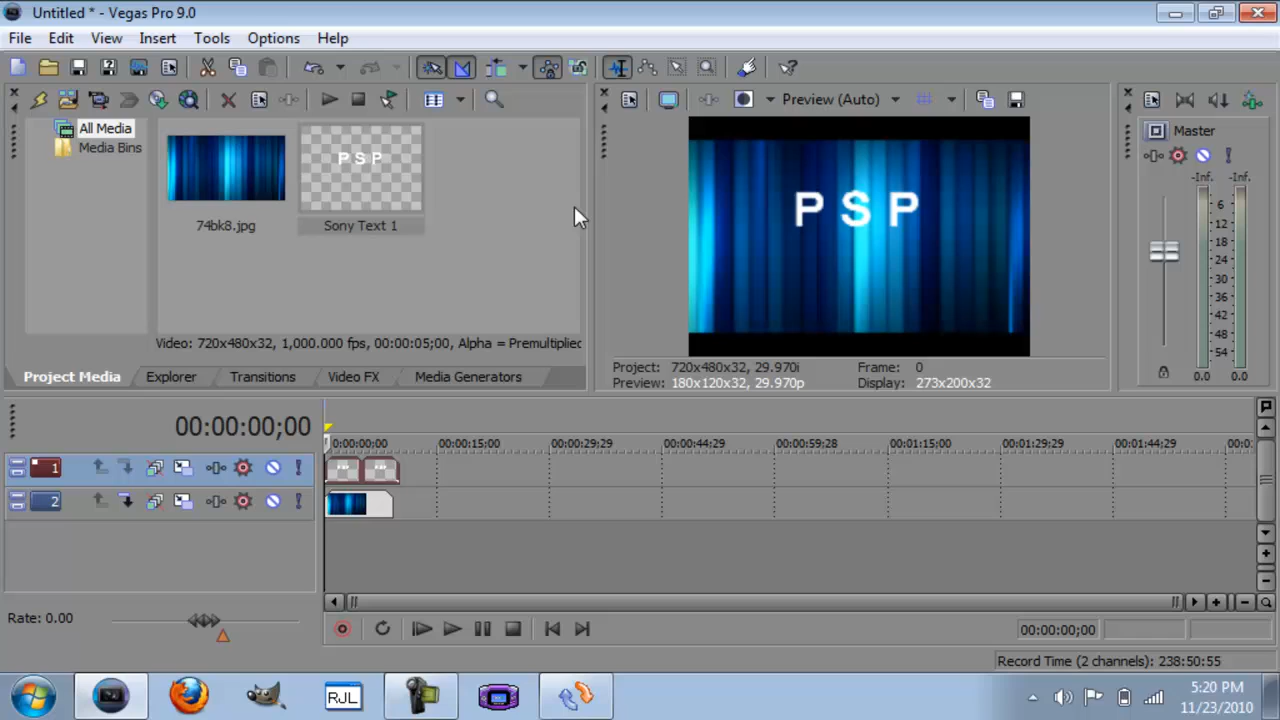 Untitled * - Vegas Pro 9.0
File Edit View Insert Tools Options Help
Preview (Auto)
All Media
Media Bins
P S P
74bk8.jpg
Sony Text 1
Video: 720x480x32, 1,000.000 fps, 00:00:05;00, Alpha = Premultiplied
Project Media Explorer Transitions Video FX Media Generators
P S P
Project: 720x480x32, 29.970i Frame: 0
Preview: 180x120x32, 29.970p Display: 273x200x32
Master
-Inf. -Inf.
6
12
18
24
30
36
42
48
54
0.0 0.0
00:00:00;00
0:00:00;00 00:00:15;00 00:00:29;29 00:00:44;29 00:00:59;28 00:01:15;00 00:01:29;29 00:01:44;29 00:0
1
2
Rate: 0.00
00:00:00;00
Record Time (2 channels): 238:50:55
RJL
5:20 PM
11/23/2010